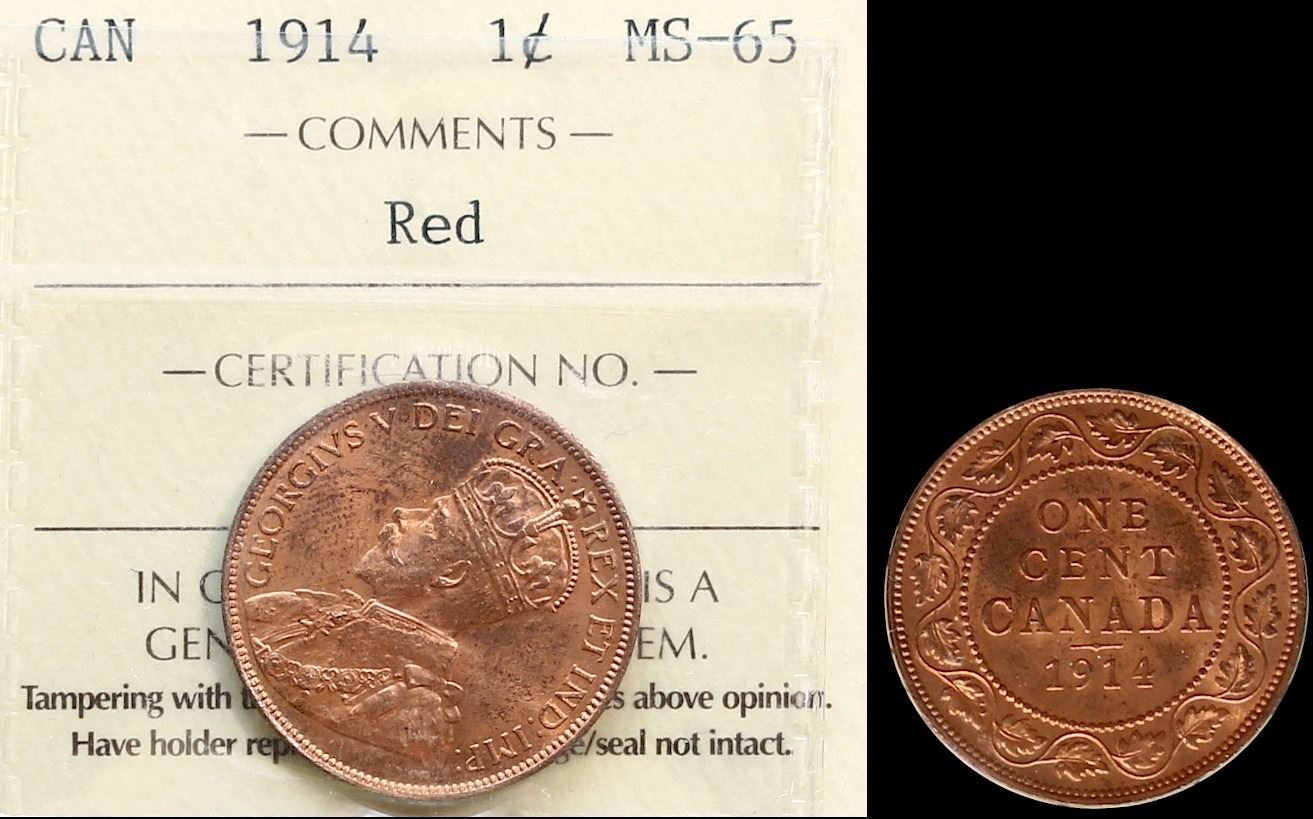 CAN 1914 1¢ MS-65
— COMMENTS —
Red
— CERTIFICATION NO. —
IN C IS A
GEN EM.
Tampering with t s above opinion.
Have holder rep e/seal not intact.
GEORGIVS V DEI GRA: REX ET IND: IMP:
ONE
CENT
CANADA
1914